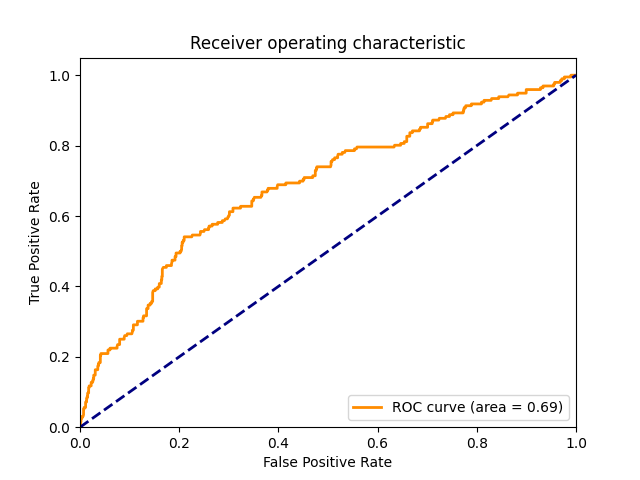 Receiver operating characteristic
True Positive Rate
1.0
0.8
0.6
0.4
0.2
0.0
ROC curve (area = 0.69)
0.0 0.2 0.4 0.6 0.8 1.0
False Positive Rate